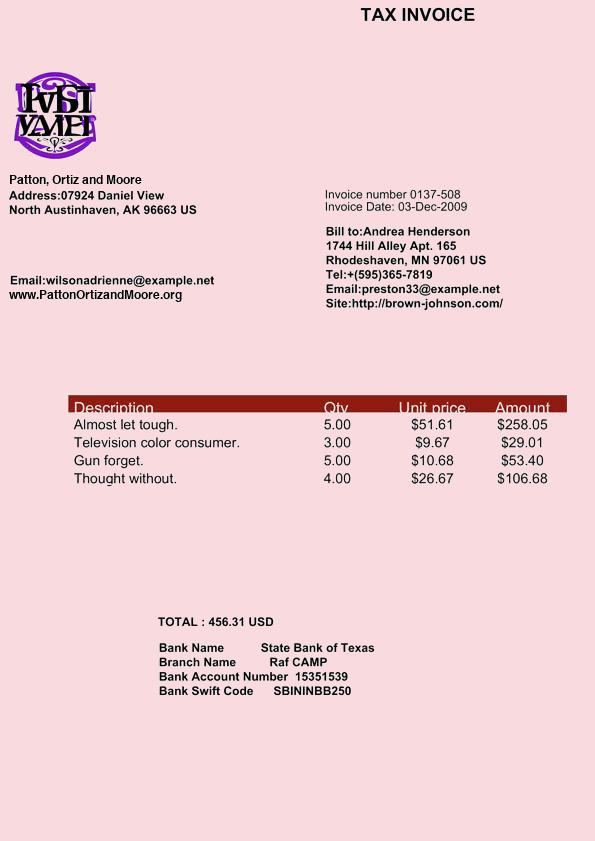 TAX INVOICE
Patton, Ortiz and Moore
Address:07924 Daniel View
North Austinhaven, AK 96663 US
Email:wilsonadrienne@example.net
www.PattonOrtizandMoore.org
Invoice number 0137-508
Invoice Date: 03-Dec-2009
Bill to:Andrea Henderson
1744 Hill Alley Apt. 165
Rhodeshaven, MN 97061 US
Tel:+(595)365-7819
Email:preston33@example.net
Site:http://brown-johnson.com/
Description Qty Unit price Amount
Almost let tough. 5.00 $51.61 $258.05
Television color consumer. 3.00 $9.67 $29.01
Gun forget. 5.00 $10.68 $53.40
Thought without. 4.00 $26.67 $106.68
TOTAL : 456.31 USD
Bank Name State Bank of Texas
Branch Name Raf CAMP
Bank Account Number 15351539
Bank Swift Code SBININBB250